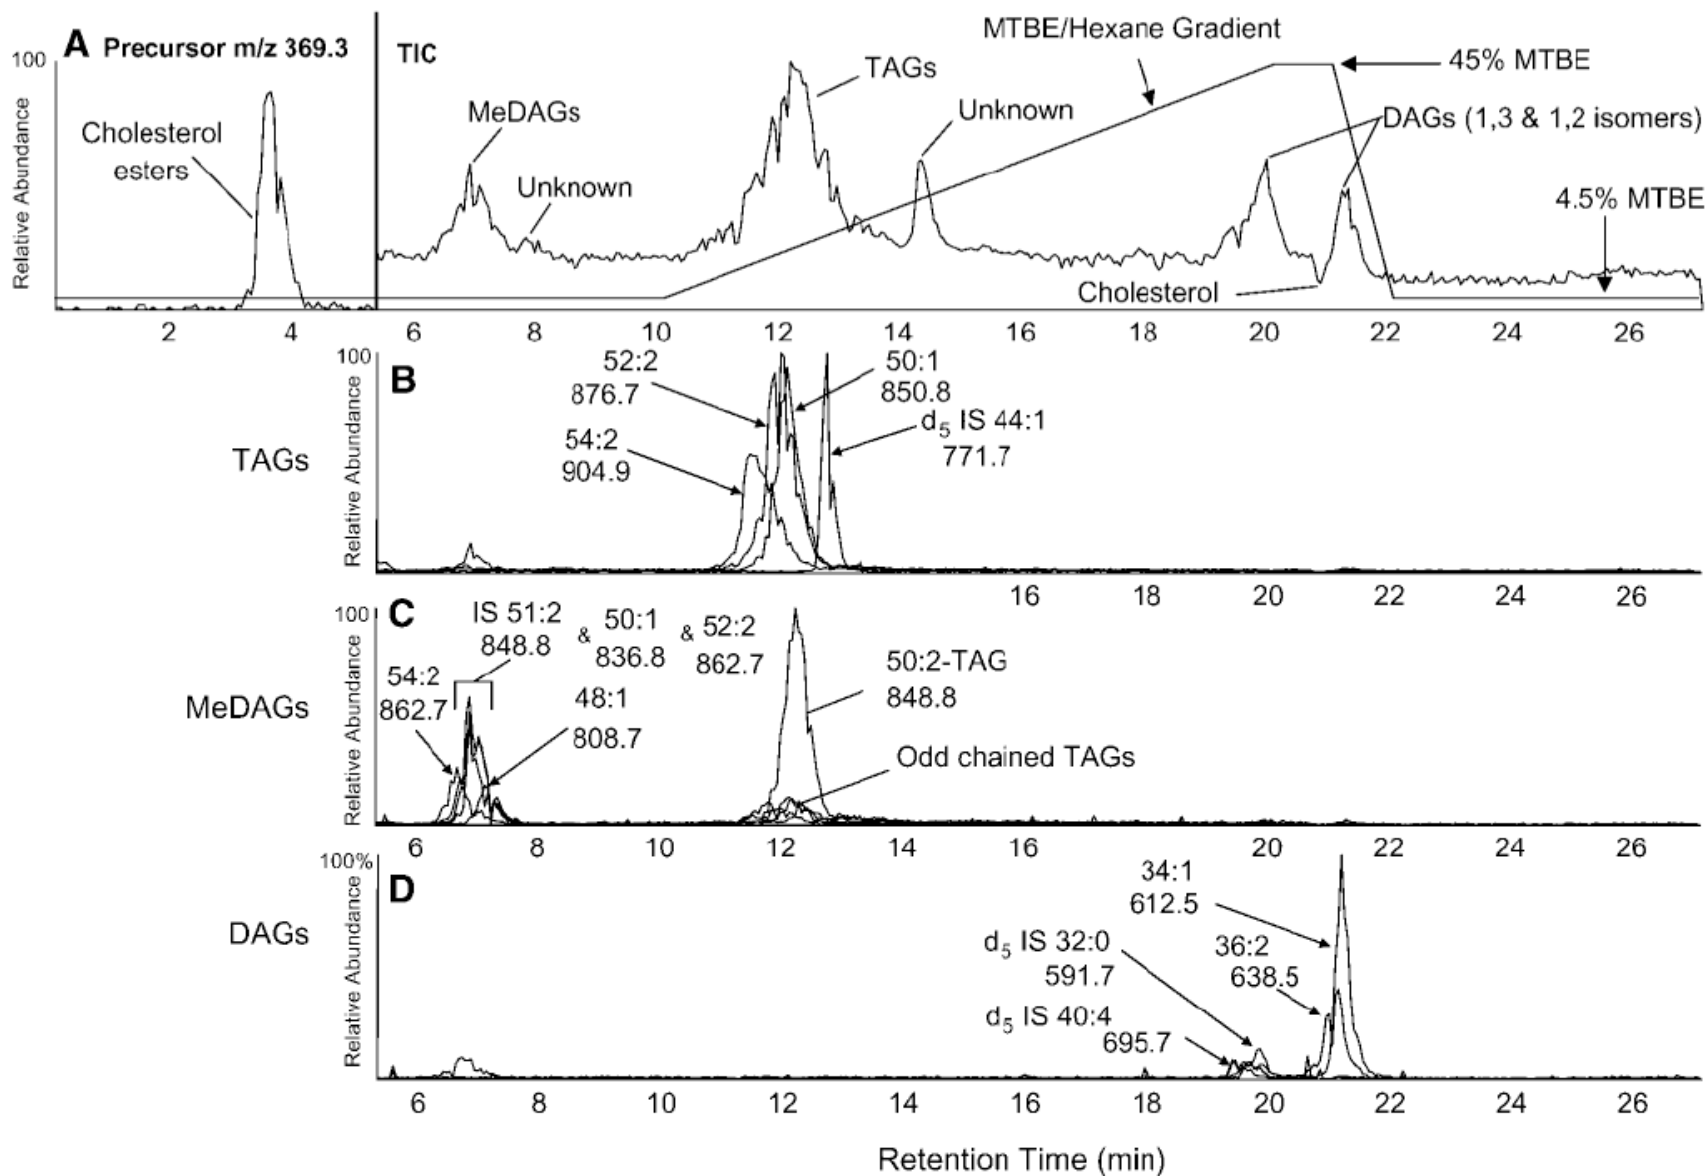 A Precursor m/z 369.3
TIC
MTBE/Hexane Gradient
45% MTBE
100
TAGs
MeDAGs
Unknown
DAGs (1,3 & 1,2 isomers)
Cholesterol
esters
Unknown
4.5% MTBE
Cholesterol
Relative Abundance
2 4 6 8 10 12 14 16 18 20 22 24 26
100
B
52:2
876.7
50:1
850.8
54:2
904.9
d5 IS 44:1
771.7
TAGs
Relative Abundance
16 18 20 22 24 26
100
C
IS 51:2
848.8
&
50:1
836.8
&
52:2
862.7
54:2
862.7
48:1
808.7
50:2-TAG
848.8
Odd chained TAGs
MeDAGs
Relative Abundance
6 8 10 12 14 16 18 20 22 24 26
100%
D
34:1
612.5
d5 IS 32:0
591.7
36:2
638.5
d5 IS 40:4
695.7
DAGs
Relative Abundance
6 8 10 12 14 16 18 20 22 24 26
Retention Time (min)